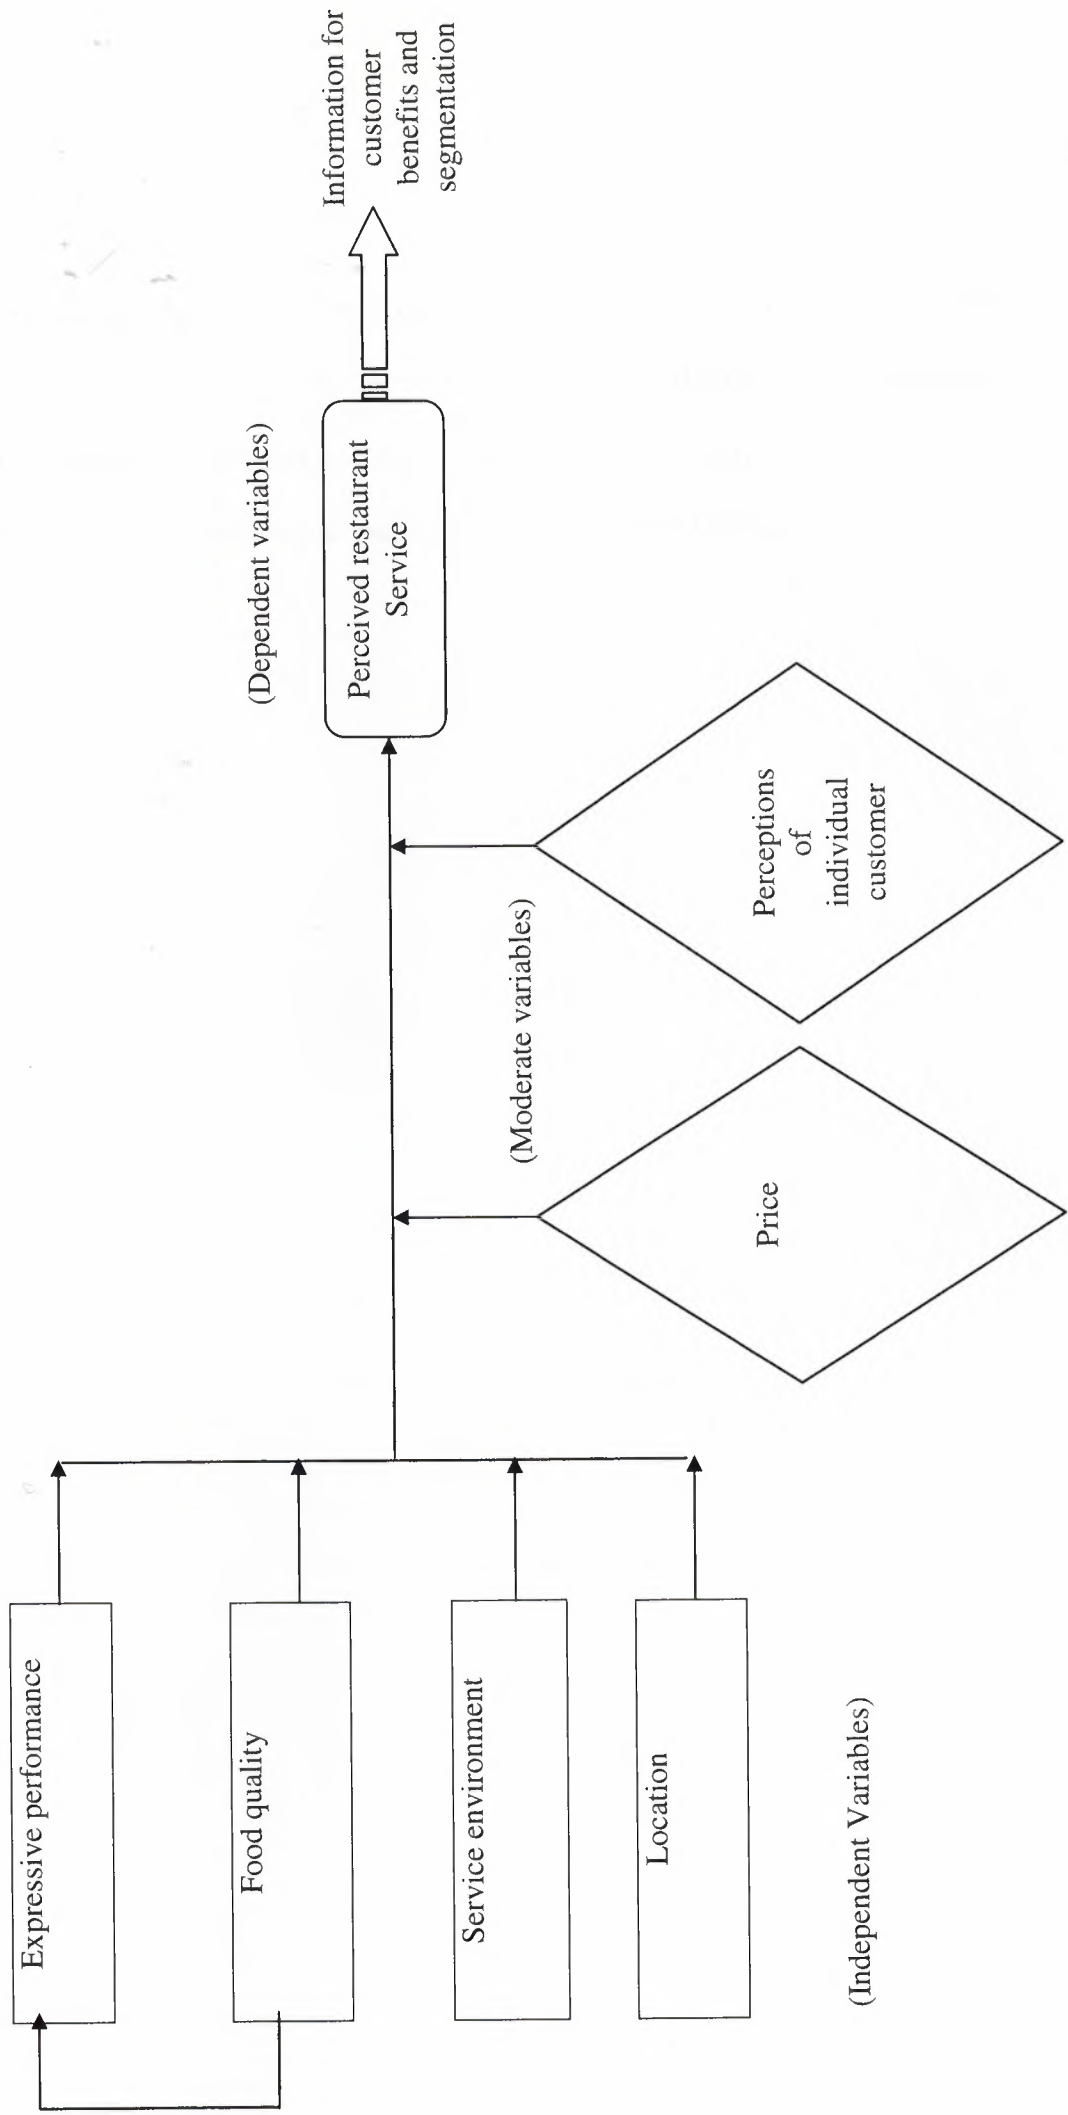 Expressive performance
Food quality
Service environment
Location
(Independent Variables)
(Moderate variables)
Price
Perceptions
of
individual
customer
(Dependent variables)
Perceived restaurant
Service
Information for
customer
benefits and
segmentation